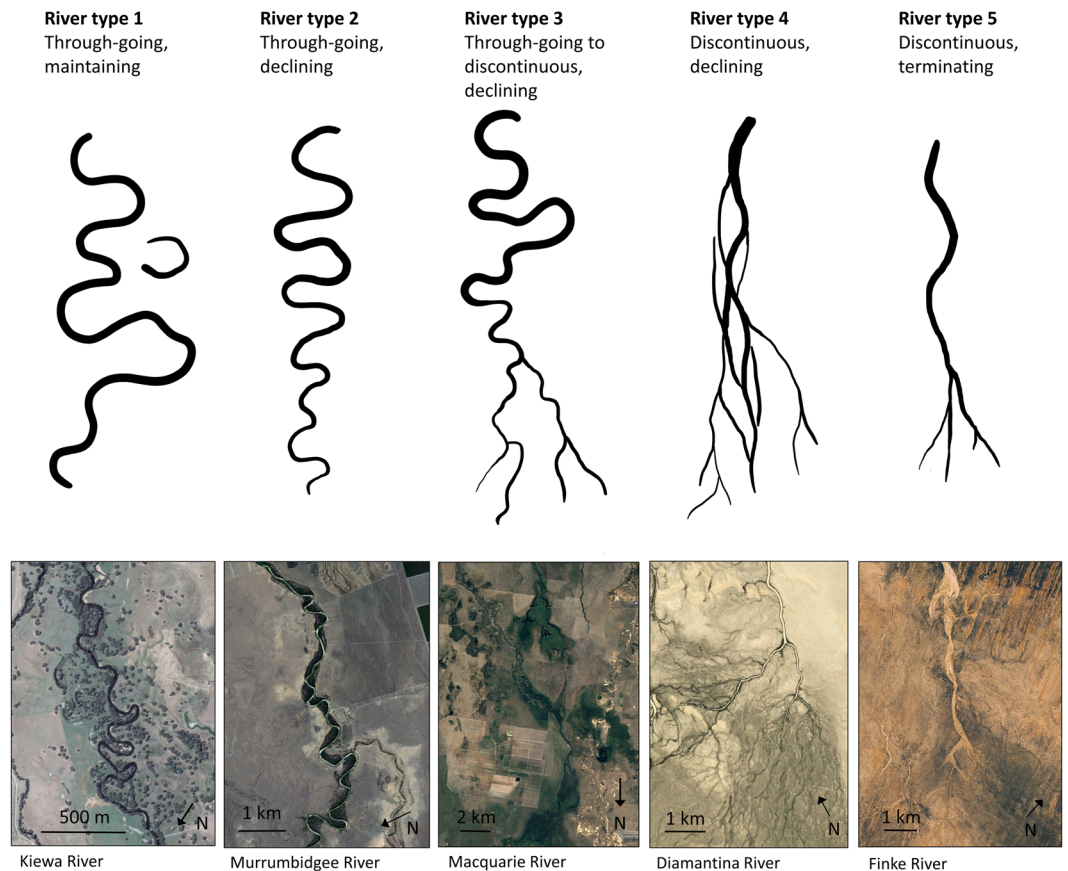 River type 1
Through-going,
maintaining
River type 2
Through-going,
declining
River type 3
Through-going to
discontinuous,
declining
River type 4
Discontinuous,
declining
River type 5
Discontinuous,
terminating
500 m
N
1 km
N
2 km
N
1 km
N
1 km
N
Kiewa River
Murrumbidgee River
Macquarie River
Diamantina River
Finke River